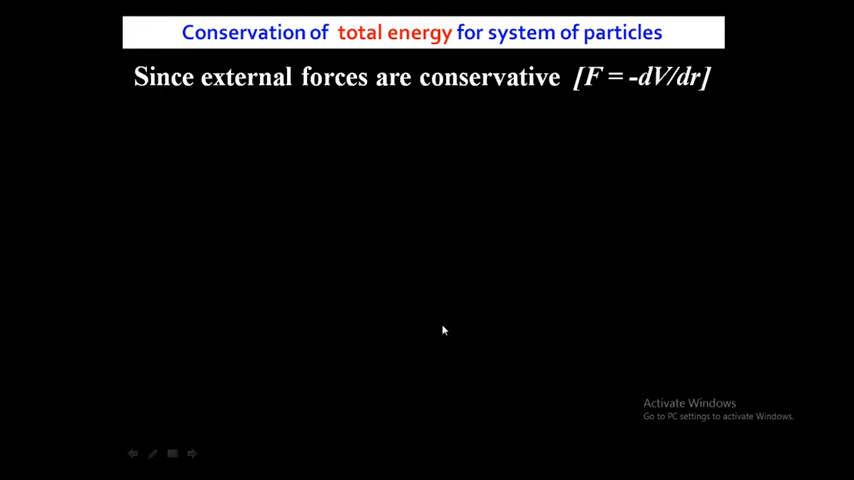 Conservation of total energy for system of particles
Since external forces are conservative [F = -dV/dr]
Activate Windows
Go to PC settings to activate Windows.